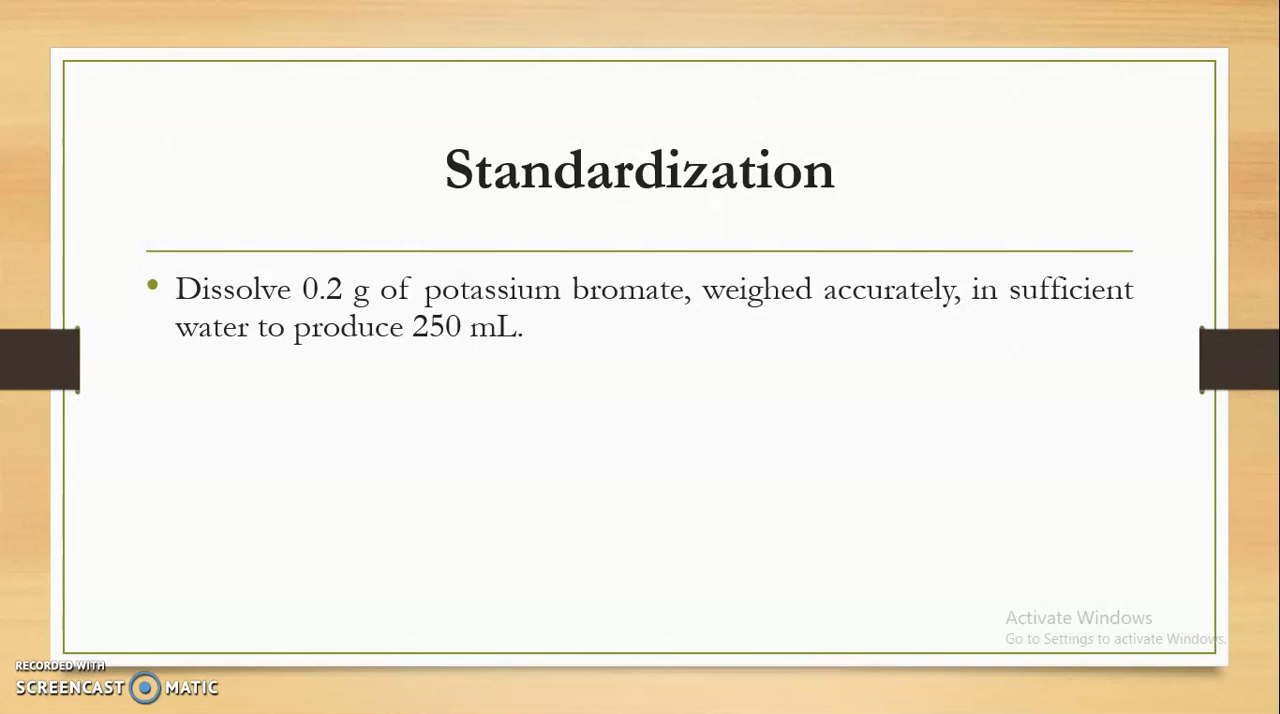 Standardization
• Dissolve 0.2 g of potassium bromate, weighed accurately, in sufficient
water to produce 250 mL.
Activate Windows
Go to Settings to activate Windows.
RECORDED WITH
SCREENCAST MATIC